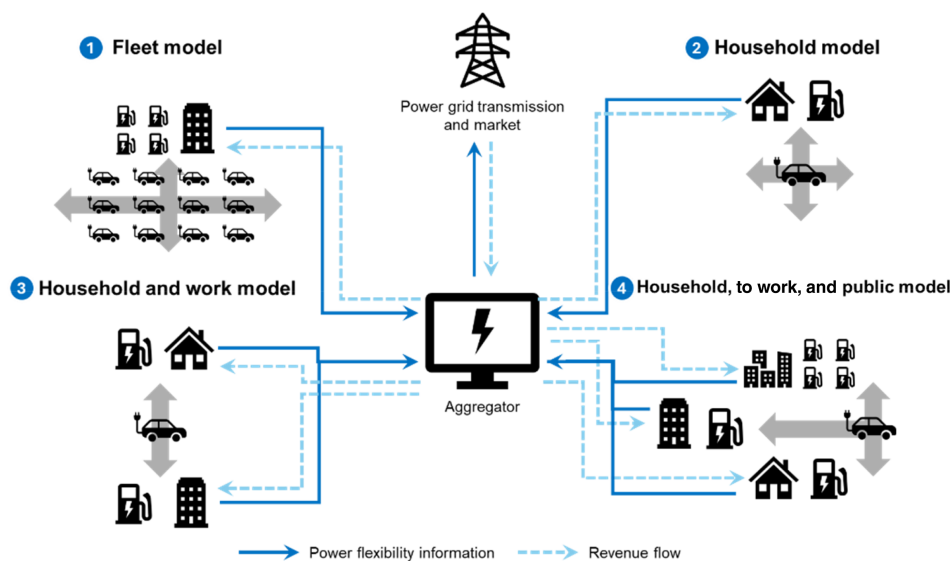 1 Fleet model
Power grid transmission
and market
2 Household model
3 Household and work model
4 Household, to work, and public model
Aggregator
Power flexibility information
Revenue flow